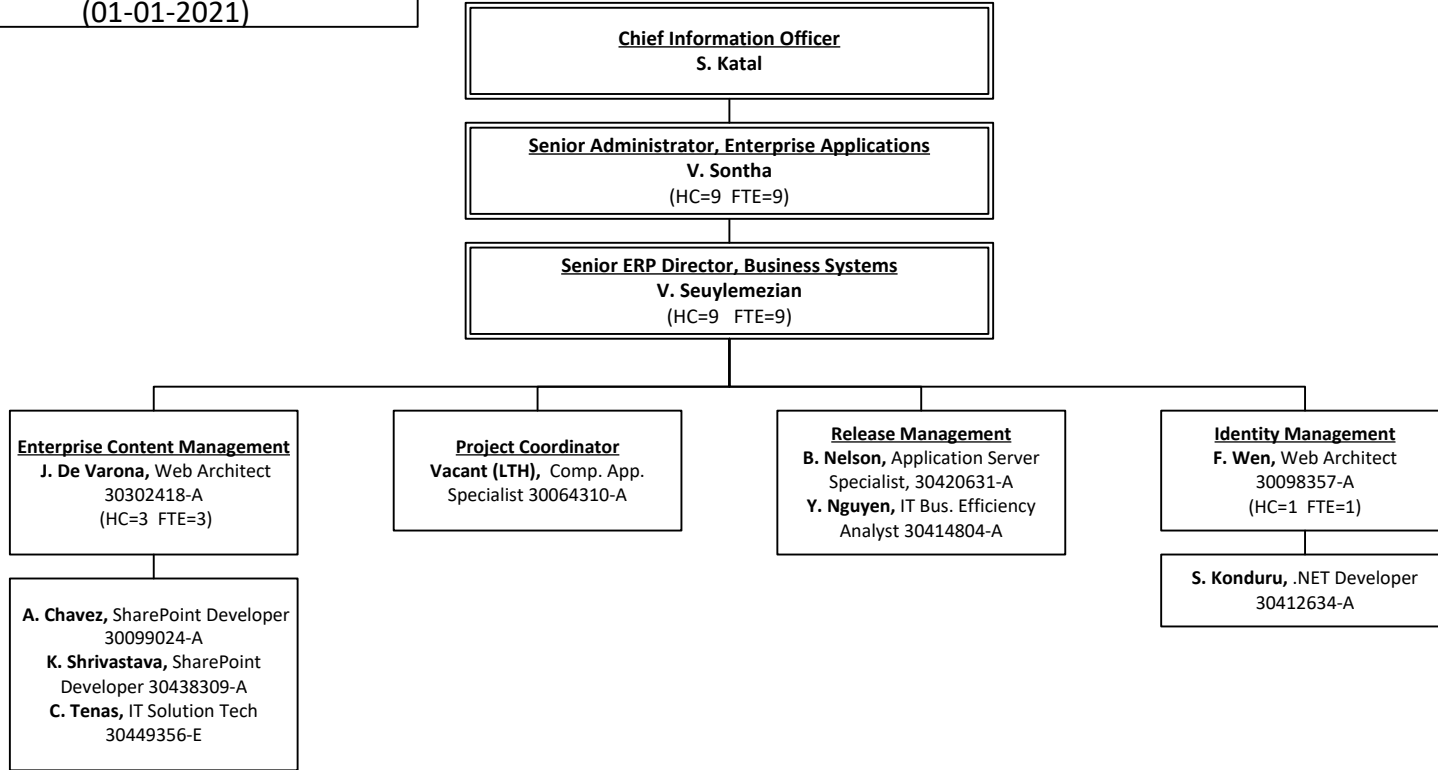 (01-01-2021)
Chief Information Officer
S. Katal
Senior Administrator, Enterprise Applications
V. Sontha
(HC=9 FTE=9)
Senior ERP Director, Business Systems
V. Seuylemezian
(HC=9 FTE=9)
Enterprise Content Management
J. De Varona, Web Architect
30302418-A
(HC=3 FTE=3)
Project Coordinator
Vacant (LTH), Comp. App.
Specialist 30064310-A
Release Management
B. Nelson, Application Server
Specialist, 30420631-A
Y. Nguyen, IT Bus. Efficiency
Analyst 30414804-A
Identity Management
F. Wen, Web Architect
30098357-A
(HC=1 FTE=1)
A. Chavez, SharePoint Developer
30099024-A
K. Shrivastava, SharePoint
Developer 30438309-A
C. Tenas, IT Solution Tech
30449356-E
S. Konduru, .NET Developer
30412634-A